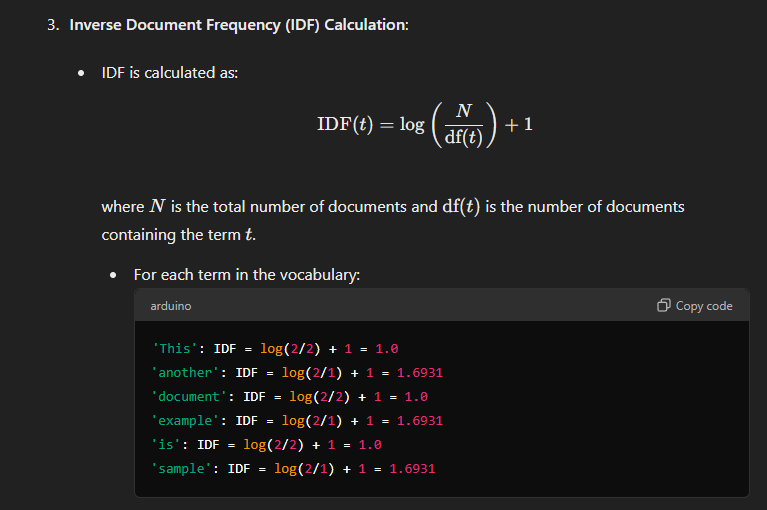 3. Inverse Document Frequency (IDF) Calculation:
• IDF is calculated as:
IDF(t) = log (N / df(t)) + 1
where N is the total number of documents and df(t) is the number of documents
containing the term t.
• For each term in the vocabulary:
arduino Copy code
'This': IDF = log(2/2) + 1 = 1.0
'another': IDF = log(2/1) + 1 = 1.6931
'document': IDF = log(2/2) + 1 = 1.0
'example': IDF = log(2/1) + 1 = 1.6931
'is': IDF = log(2/2) + 1 = 1.0
'sample': IDF = log(2/1) + 1 = 1.6931